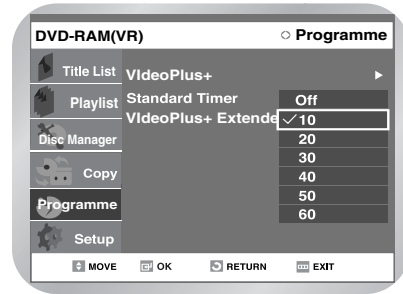 DVD-RAM(VR) Programme
Title List
Playlist
Disc Manager
Copy
Programme
Setup
VIdeoPlus+
Standard Timer
VIdeoPlus+ Extende
Off
10
20
30
40
50
60
MOVE OK RETURN EXIT